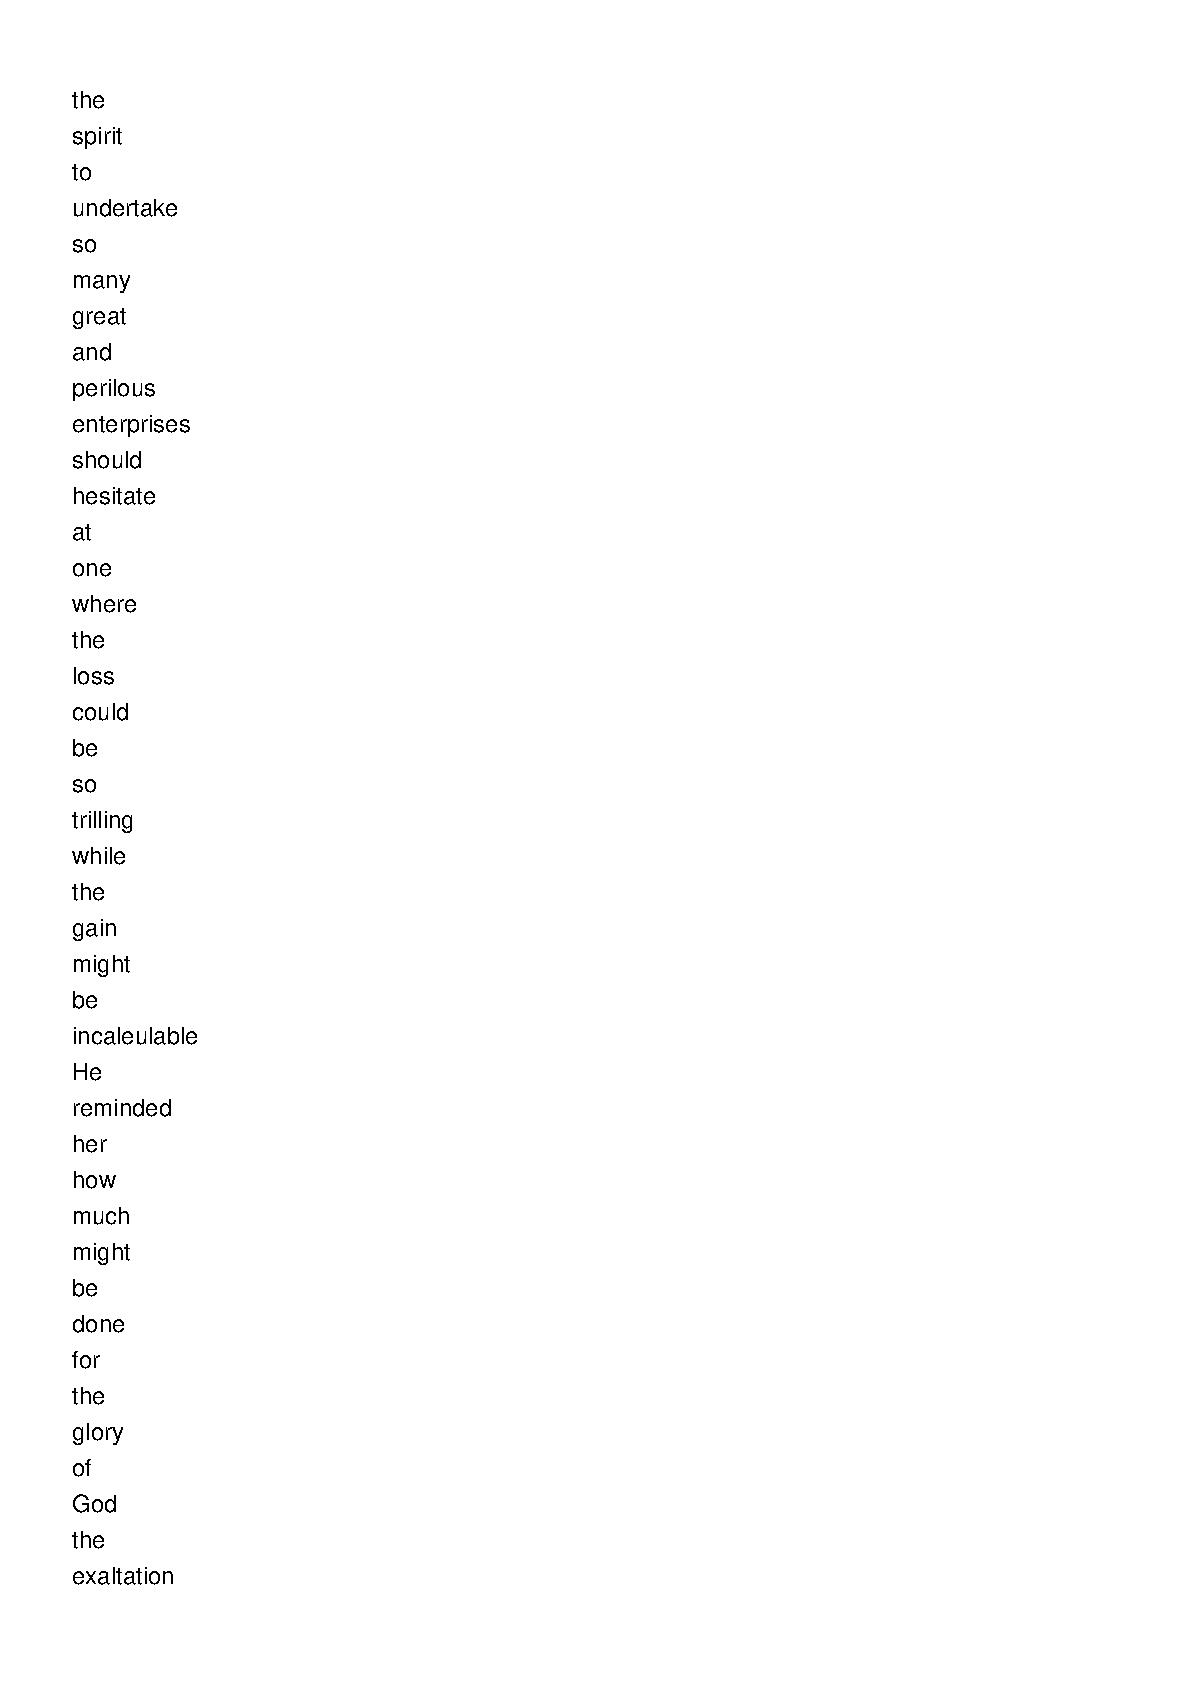 the
spirit
to
undertake
so
many
great
and
perilous
enterprises
should
hesitate
at
one
where
the
loss
could
be
so
trilling
while
the
gain
might
be
incaleulable
He
reminded
her
how
much
might
be
done
for
the
glory
of
God
the
exaltation